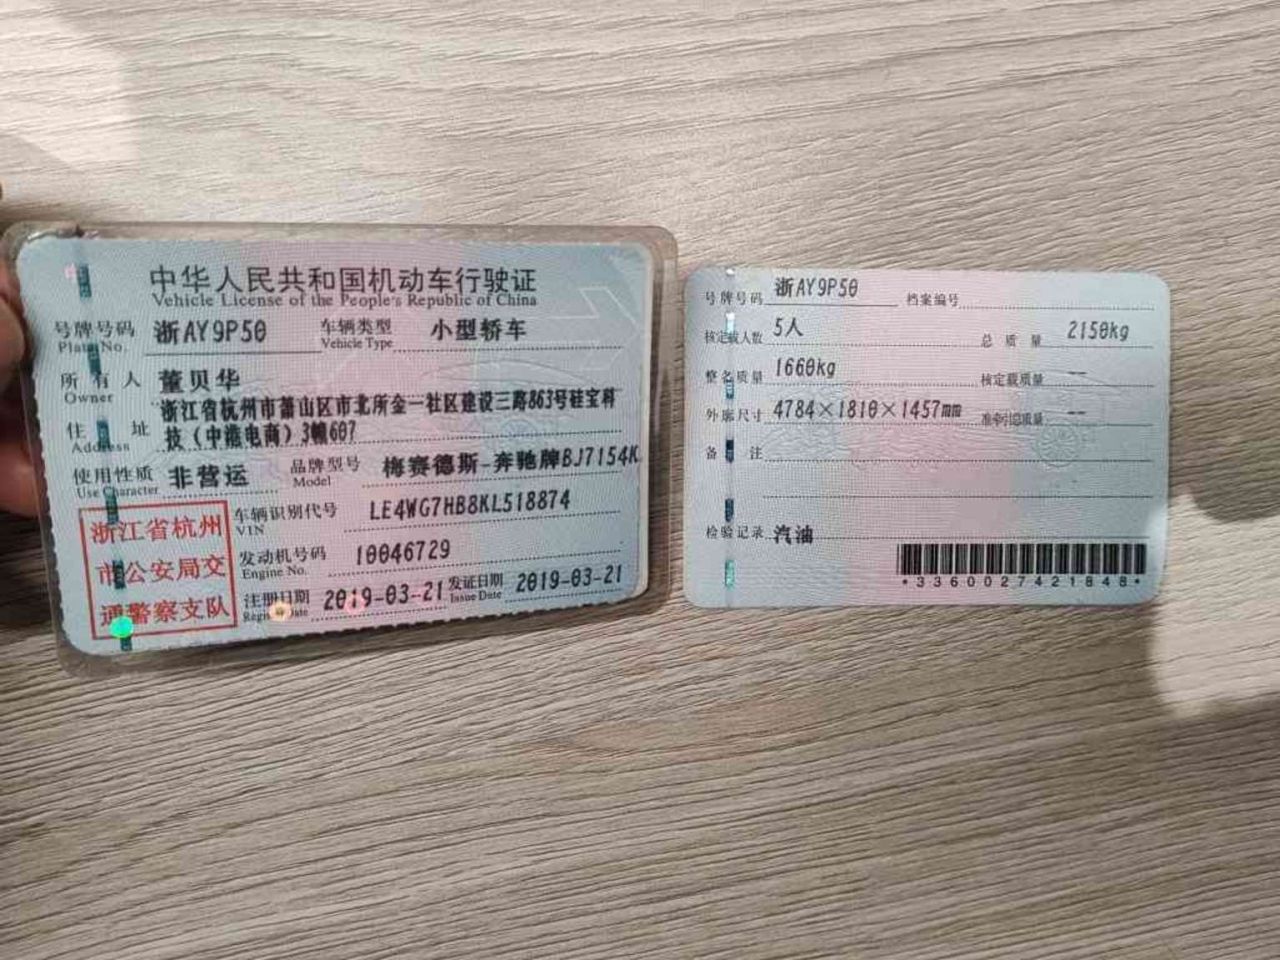 中华人民共和国机动车行驶证
Vehicle License of the People's Republic of China
号牌号码 浙AY9P50 车辆类型 小型轿车
Plate No. Vehicle Type
所有人 董贝华
Owner
浙江省杭州市萧山区市北所金一社区建设三路863号硅宝科
住址 技（中港电商）3幢607
Address
使用性质 非营运 品牌型号 梅赛德斯-奔驰牌BJ7154K
Use Character Model
浙江省杭州
市公安局交
通警察支队
车辆识别代号 LE4WG7HB8KL518874
VIN
发动机号码 10046729
Engine No.
注册日期 2019-03-21 发证日期 2019-03-21
Register Date Issue Date
号牌号码 浙AY9P50 档案编号
核定载人数 5人 总质量 2150kg
整备质量 1660kg 核定载质量 --
外廓尺寸 4784×1810×1457mm 准牵引总质量 --
备注
检验记录 汽油
*3360027421848*